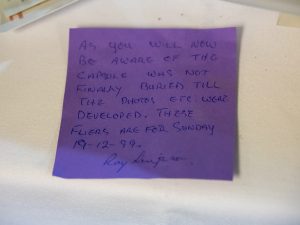 AS YOU WILL NOW
BE AWARE OF THE
CAPSULE WAS NOT
FINALLY BURIED TILL
THE PHOTOS ETC. WERE
DEVELOPED. THESE
FLIERS ARE FOR SUNDAY
19-12-99.
Ray